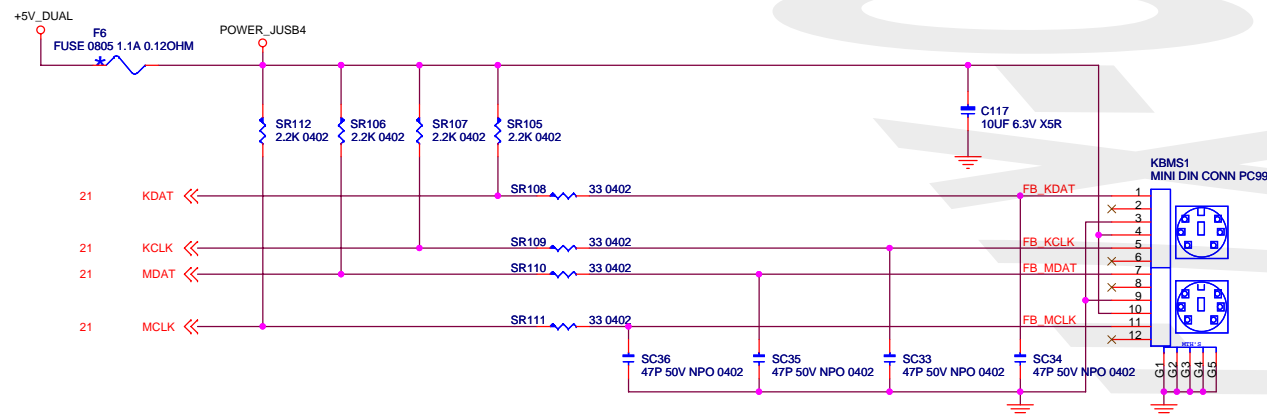 +5V_DUAL
F6
FUSE 0805 1.1A 0.12OHM
POWER_JUSB4
SR112
2.2K 0402
SR106
2.2K 0402
SR107
2.2K 0402
SR105
2.2K 0402
C117
10UF 6.3V X5R
KBMS1
MINI DIN CONN PC99
21 KDAT SR108 33 0402 FB_KDAT 1
2
3
4
21 KCLK SR109 33 0402 FB_KCLK 5
6
21 MDAT SR110 33 0402 FB_MDAT 7
8
9
10
21 MCLK SR111 33 0402 FB_MCLK 11
12
SC36
47P 50V NPO 0402
SC35
47P 50V NPO 0402
SC33
47P 50V NPO 0402
SC34
47P 50V NPO 0402
MTH'S
G1
G2
G3
G4
G5